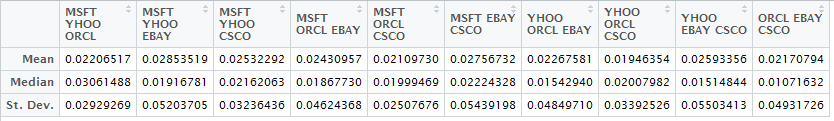 MSFT YHOO ORCL MSFT YHOO EBAY MSFT YHOO CSCO MSFT ORCL EBAY MSFT ORCL CSCO MSFT EBAY CSCO YHOO ORCL EBAY YHOO ORCL CSCO YHOO EBAY CSCO ORCL EBAY CSCO
Mean 0.02206517 0.02853519 0.02532292 0.02430957 0.02109730 0.02756732 0.02267581 0.01946354 0.02593356 0.02170794
Median 0.03061488 0.01916781 0.02162063 0.01867730 0.01999469 0.02224328 0.01542940 0.02007982 0.01514844 0.01071632
St. Dev. 0.02929269 0.05203705 0.03236436 0.04624368 0.02507676 0.05439198 0.04849710 0.03392526 0.05503413 0.04931726